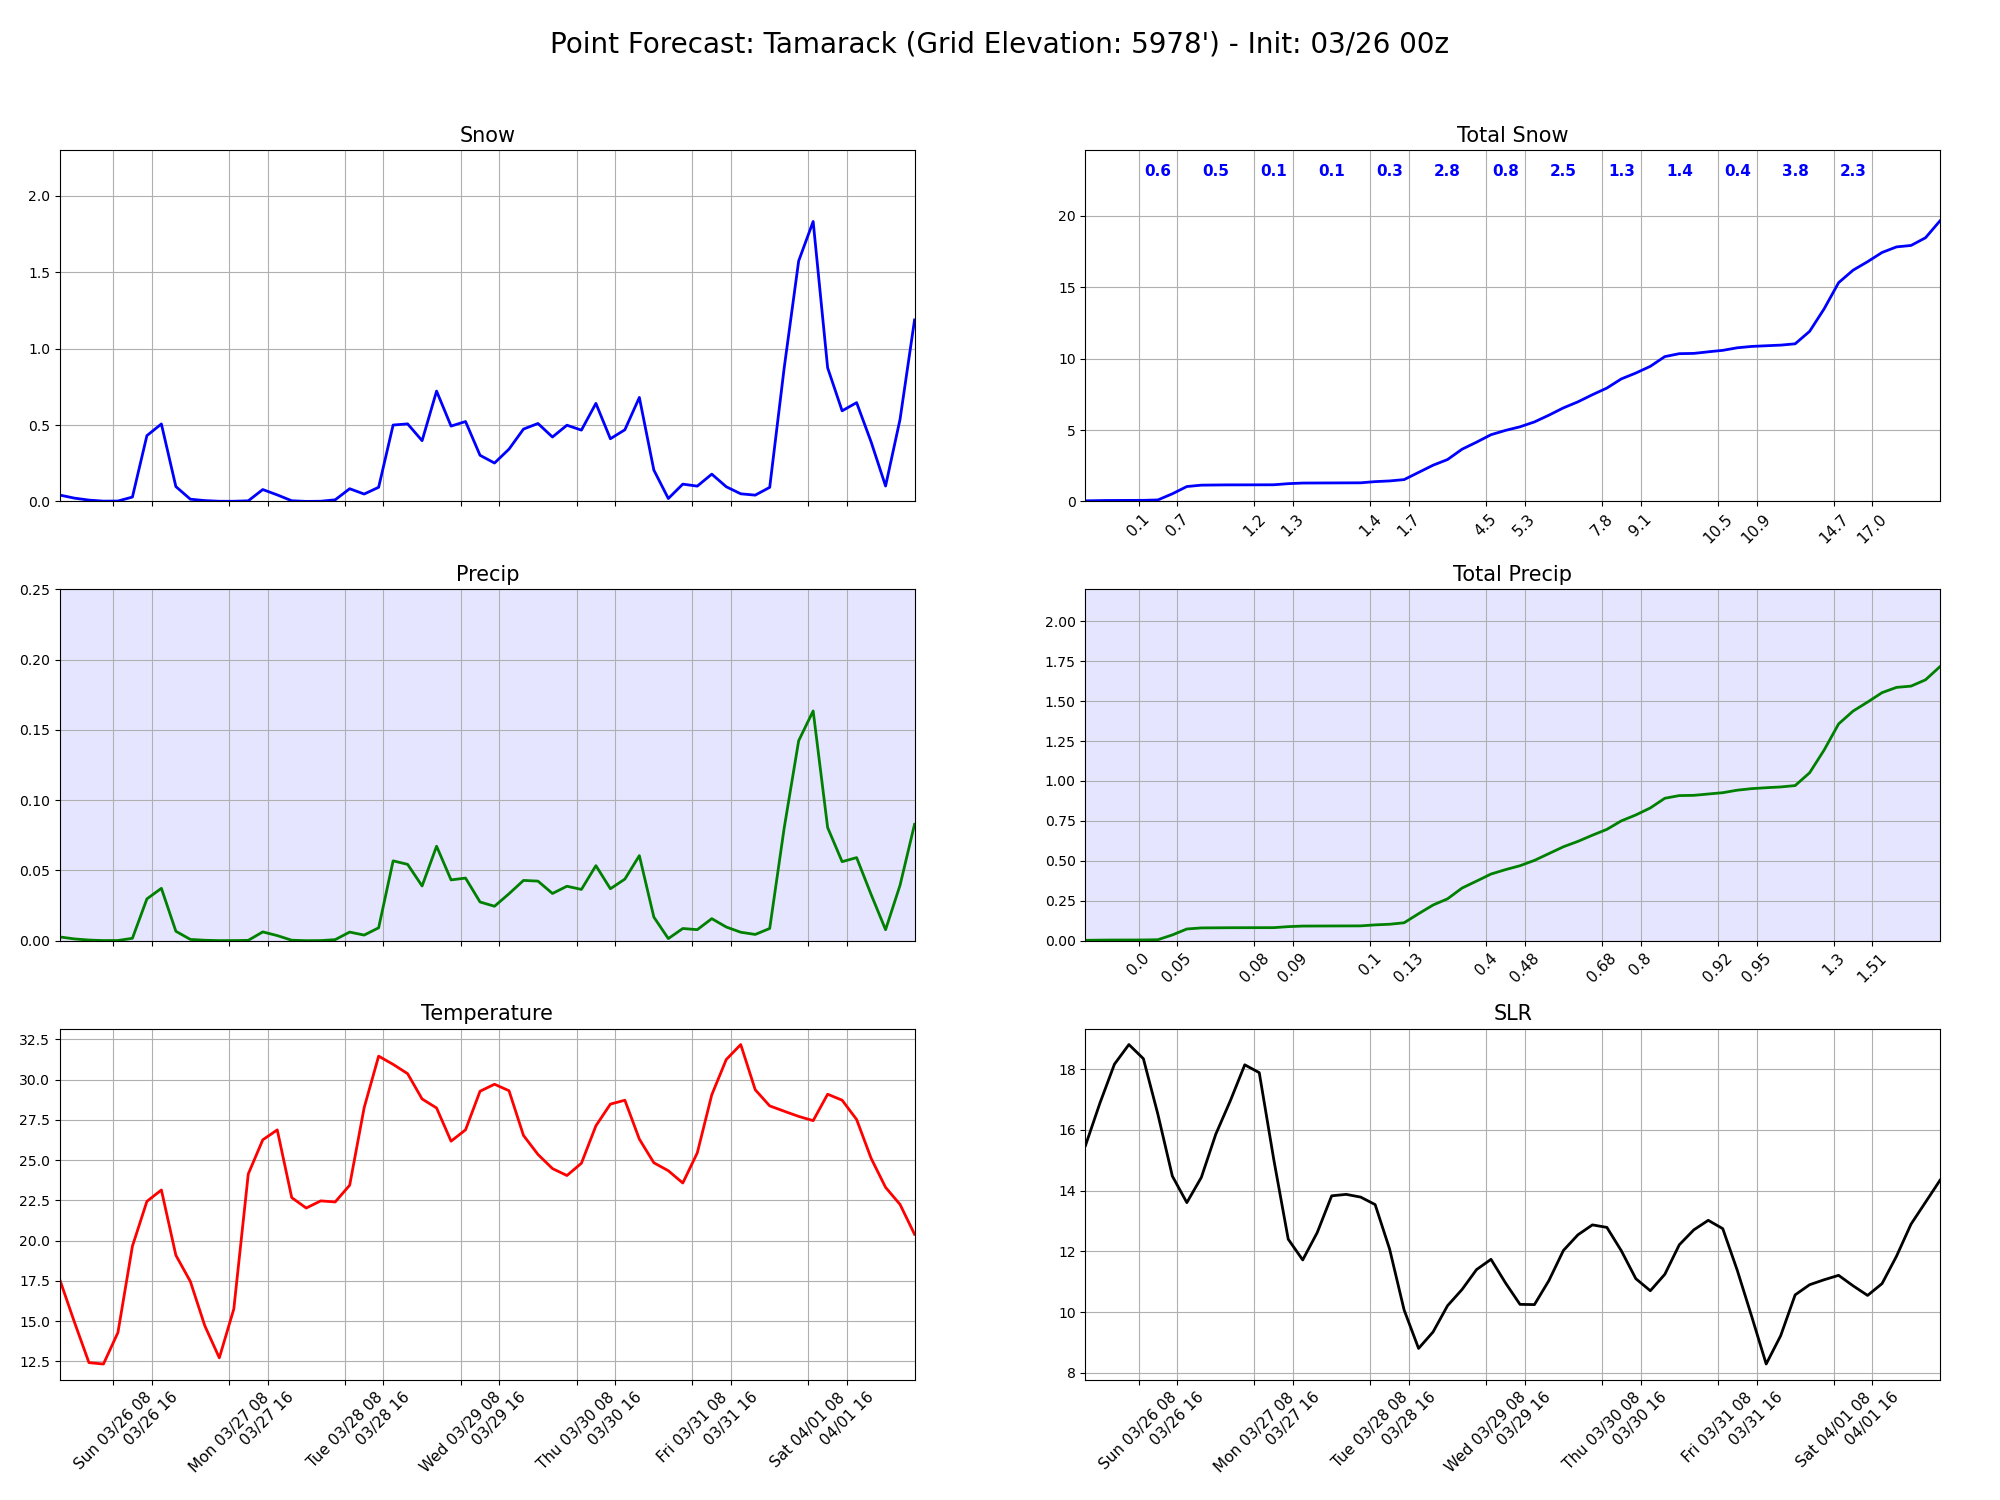 Point Forecast: Tamarack (Grid Elevation: 5978') - Init: 03/26 00z
Snow
2.0
1.5
1.0
0.5
0.0
Total Snow
0.6 0.5 0.1 0.1 0.3 2.8 0.8 2.5 1.3 1.4 0.4 3.8 2.3
20
15
10
5
0
0.1 0.7 1.2 1.3 1.4 1.7 4.5 5.3 7.8 9.1 10.5 10.9 14.7 17.0
Precip
0.25
0.20
0.15
0.10
0.05
0.00
Total Precip
2.00
1.75
1.50
1.25
1.00
0.75
0.50
0.25
0.00
0.0 0.05 0.08 0.09 0.1 0.13 0.4 0.48 0.68 0.8 0.92 0.95 1.3 1.51
Temperature
32.5
30.0
27.5
25.0
22.5
20.0
17.5
15.0
12.5
Sun 03/26 08
03/26 16
Mon 03/27 08
03/27 16
Tue 03/28 08
03/28 16
Wed 03/29 08
03/29 16
Thu 03/30 08
03/30 16
Fri 03/31 08
03/31 16
Sat 04/01 08
04/01 16
SLR
18
16
14
12
10
8
Sun 03/26 08
03/26 16
Mon 03/27 08
03/27 16
Tue 03/28 08
03/28 16
Wed 03/29 08
03/29 16
Thu 03/30 08
03/30 16
Fri 03/31 08
03/31 16
Sat 04/01 08
04/01 16